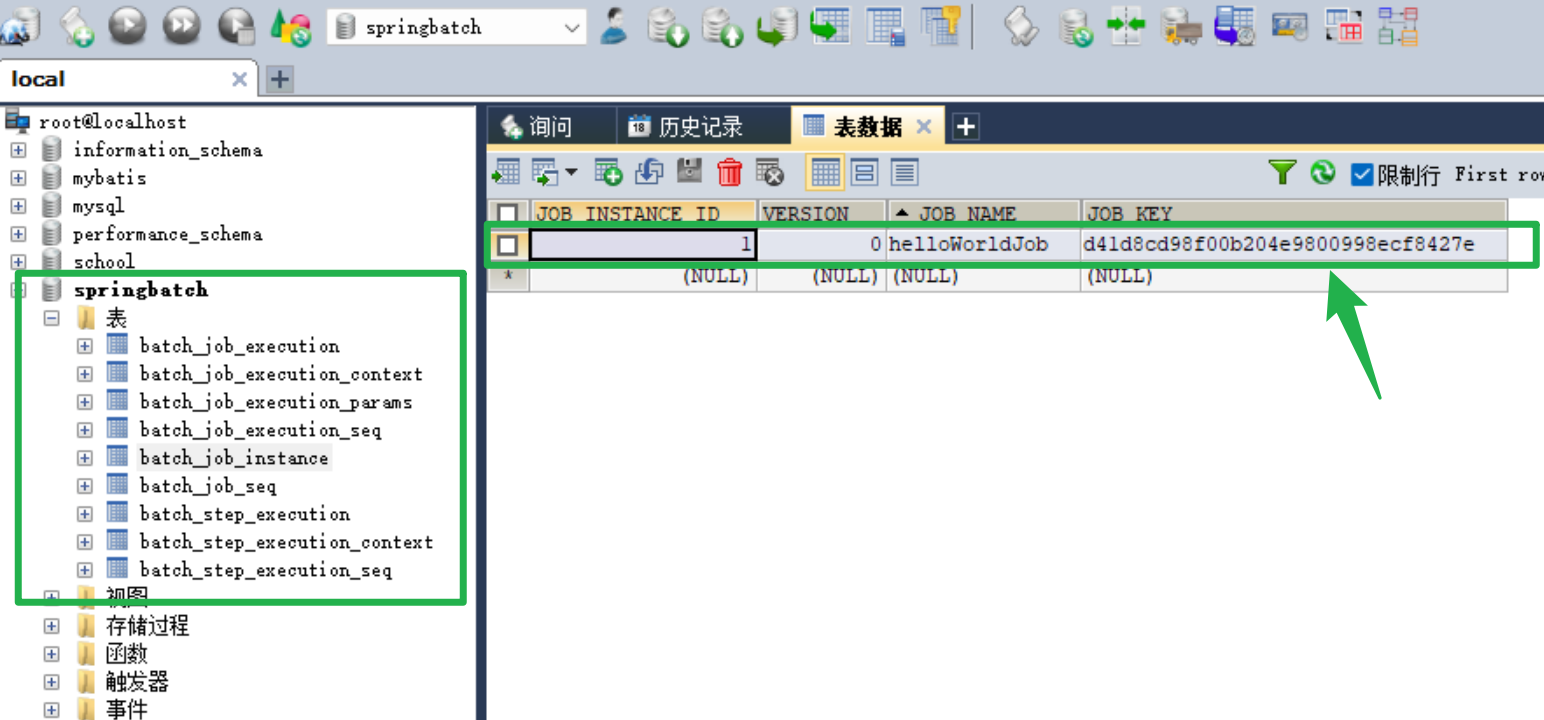 springbatch
local
root@localhost
information_schema
mybatis
mysql
performance_schema
school
springbatch
表
batch_job_execution
batch_job_execution_context
batch_job_execution_params
batch_job_execution_seq
batch_job_instance
batch_job_seq
batch_step_execution
batch_step_execution_context
batch_step_execution_seq
视图
存储过程
函数
触发器
事件
询问 18 历史记录 表数据
限制行 First row
JOB_INSTANCE_ID VERSION JOB_NAME JOB_KEY
1 0 helloWorldJob d41d8cd98f00b204e9800998ecf8427e
* (NULL) (NULL) (NULL) (NULL)